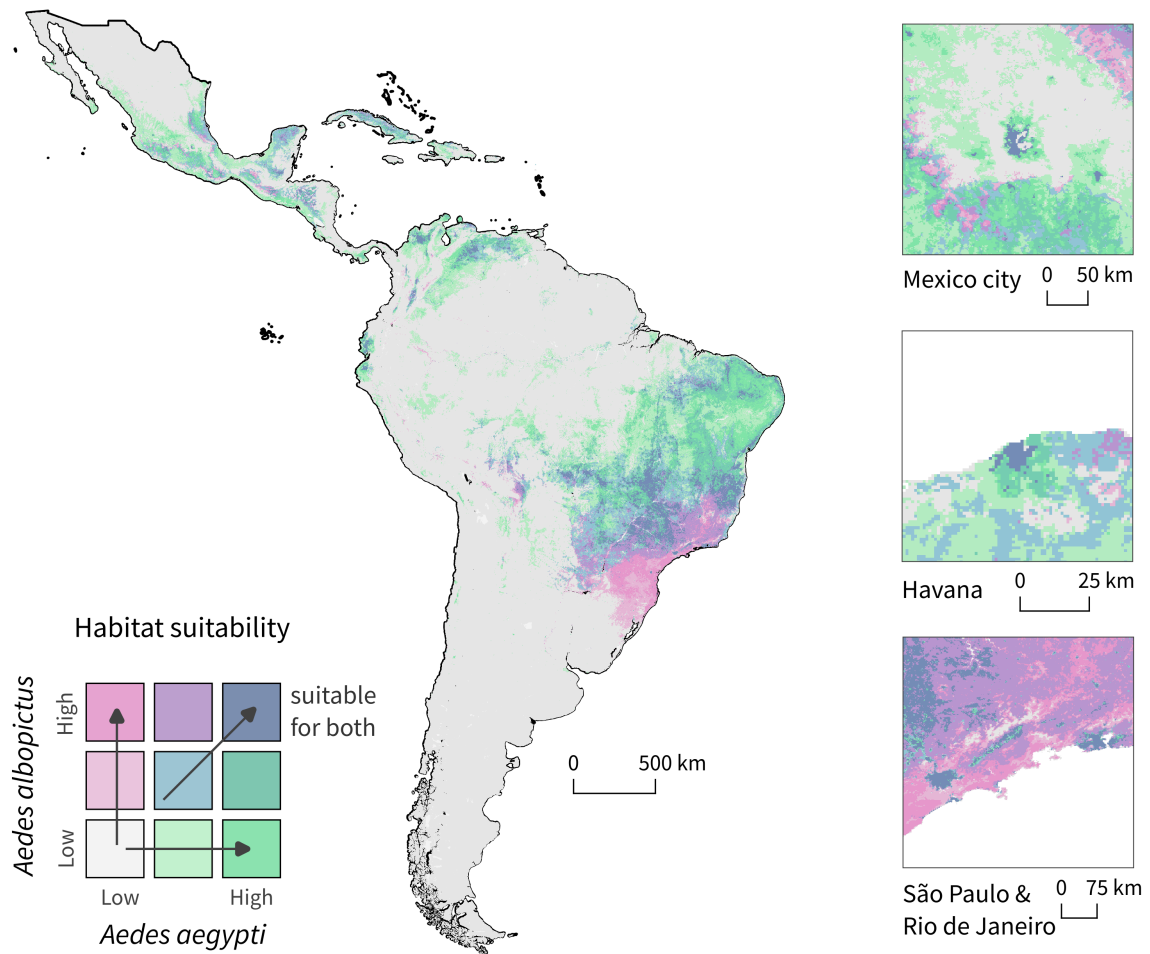 Mexico city
0 50 km
Havana
0 25 km
Habitat suitability
Aedes albopictus
High
Low
suitable
for both
Low High
Aedes aegypti
0 500 km
São Paulo &
Rio de Janeiro
0 75 km